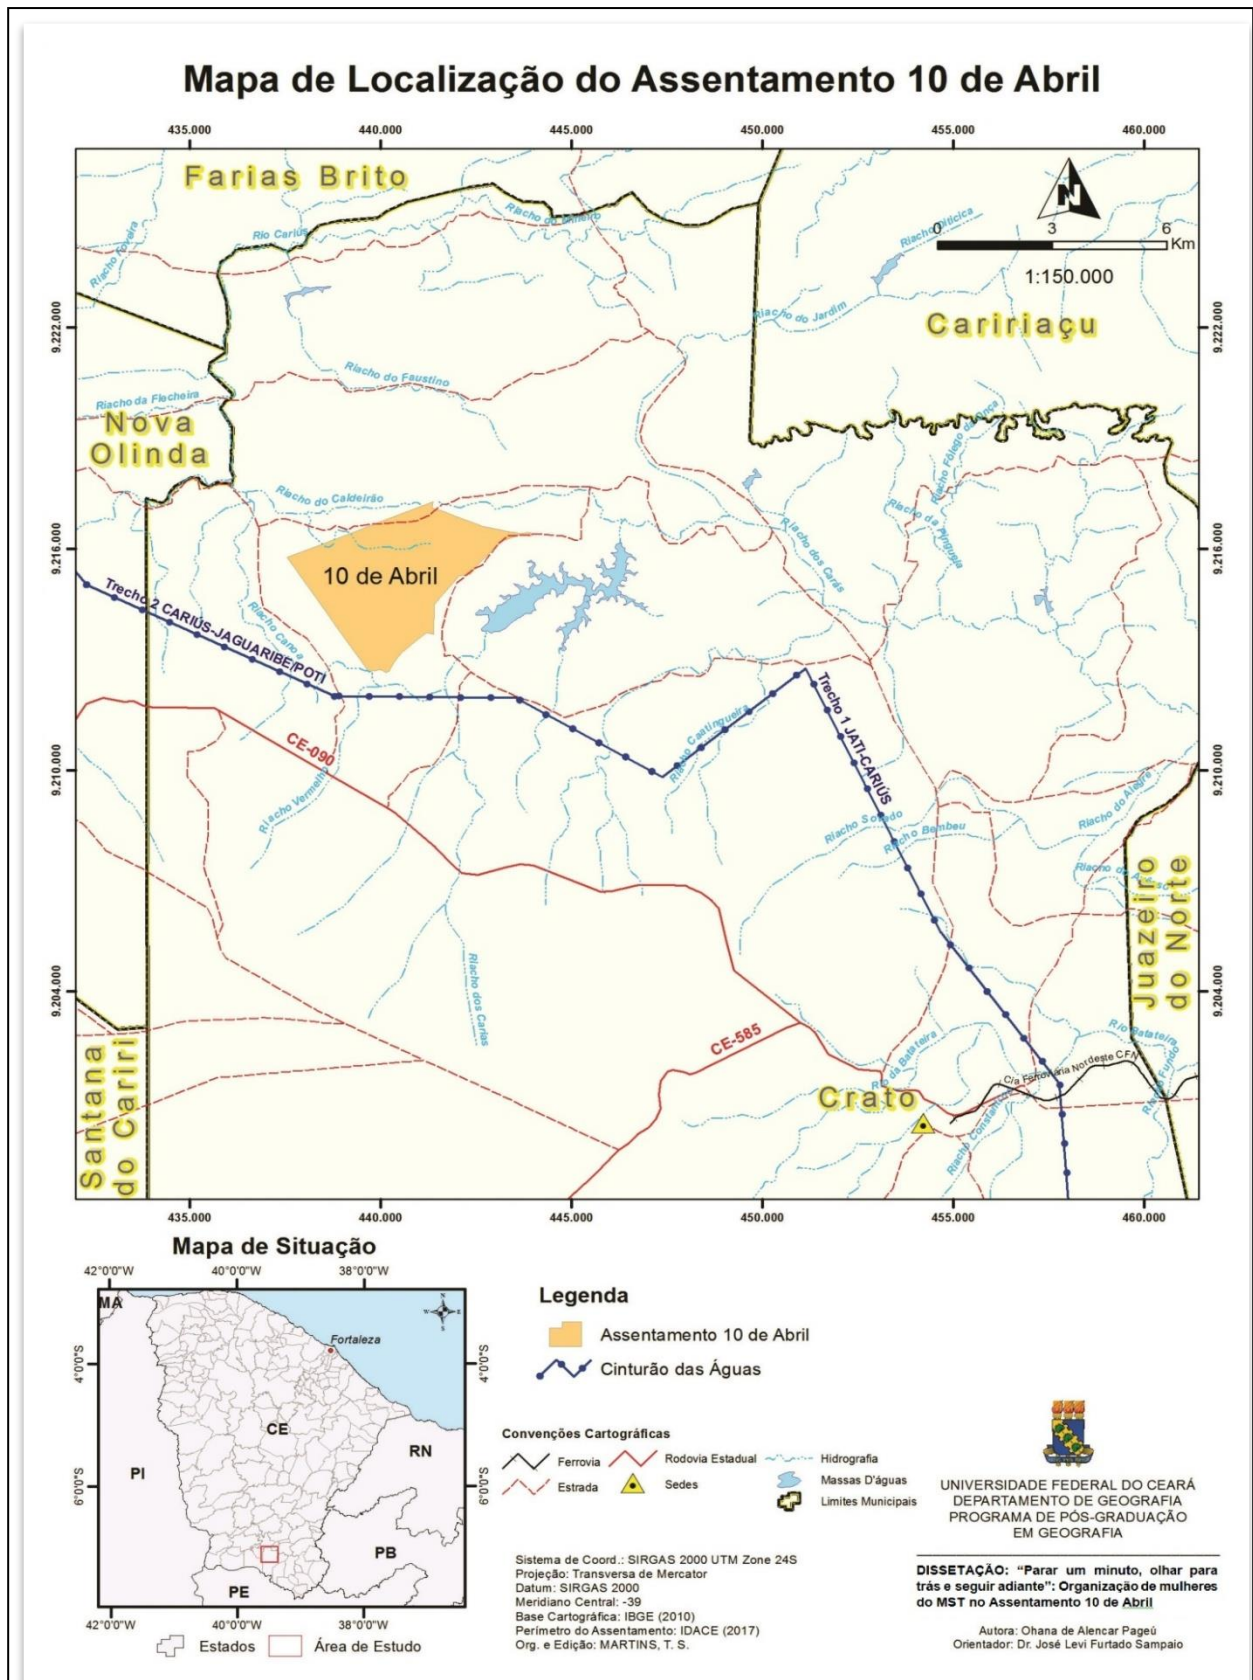 Mapa de Localização do Assentamento 10 de Abril
435.000 440.000 445.000 450.000 455.000 460.000
Farias Brito
N
0 3 6
Km
1:150.000
Riacho Foveira
Rio Cariús
Riacho Oiticica
Riacho do Jardim
9.222.000
9.222.000
Caririaçu
Riacho do Faustino
Riacho da Flecheira
Nova
Olinda
Riacho Fôlego da Onça
Riacho do Caldeirão
Riacho dos Carás
9.216.000
9.216.000
10 de Abril
Trecho 2 CARIÚS-JAGUARIBE/POTI
Riacho Canoa
Trecho 1 JATI-CARIÚS
Riacho Caatingueira
CE-090
9.210.000
9.210.000
Riacho Vermelho
Riacho do Alegre
Riacho Bembeu
Juazeiro
do Norte
Riacho dos Carias
9.204.000
9.204.000
CE-585
Rio da Batateira
Rio Batateira
C/a Ferroviária Nordeste CFN
Riacho Fundo
Crato
Riacho Constantino
Santana
do Cariri
435.000 440.000 445.000 450.000 455.000 460.000
Mapa de Situação
42°0'0"W 40°0'0"W 38°0'0"W
MA
N
W E
S
Fortaleza
4°0'0"S
4°0'0"S
CE
RN
PI
6°0'0"S
6°0'0"S
PB
PE
42°0'0"W 40°0'0"W 38°0'0"W
Estados Área de Estudo
Legenda
Assentamento 10 de Abril
Cinturão das Águas
Convenções Cartográficas
Ferrovia Rodovia Estadual Hidrografia
Estrada Sedes Massas D'águas
Limites Municipais
Sistema de Coord.: SIRGAS 2000 UTM Zone 24S
Projeção: Transversa de Mercator
Datum: SIRGAS 2000
Meridiano Central: -39
Base Cartográfica: IBGE (2010)
Perímetro do Assentamento: IDACE (2017)
Org. e Edição: MARTINS, T. S.
UNIVERSIDADE FEDERAL DO CEARÁ
DEPARTAMENTO DE GEOGRAFIA
PROGRAMA DE PÓS-GRADUAÇÃO
EM GEOGRAFIA
DISSETAÇÃO: "Parar um minuto, olhar para
trás e seguir adiante": Organização de mulheres
do MST no Assentamento 10 de Abril
Autora: Ohana de Alencar Pageú
Orientador: Dr. José Levi Furtado Sampaio